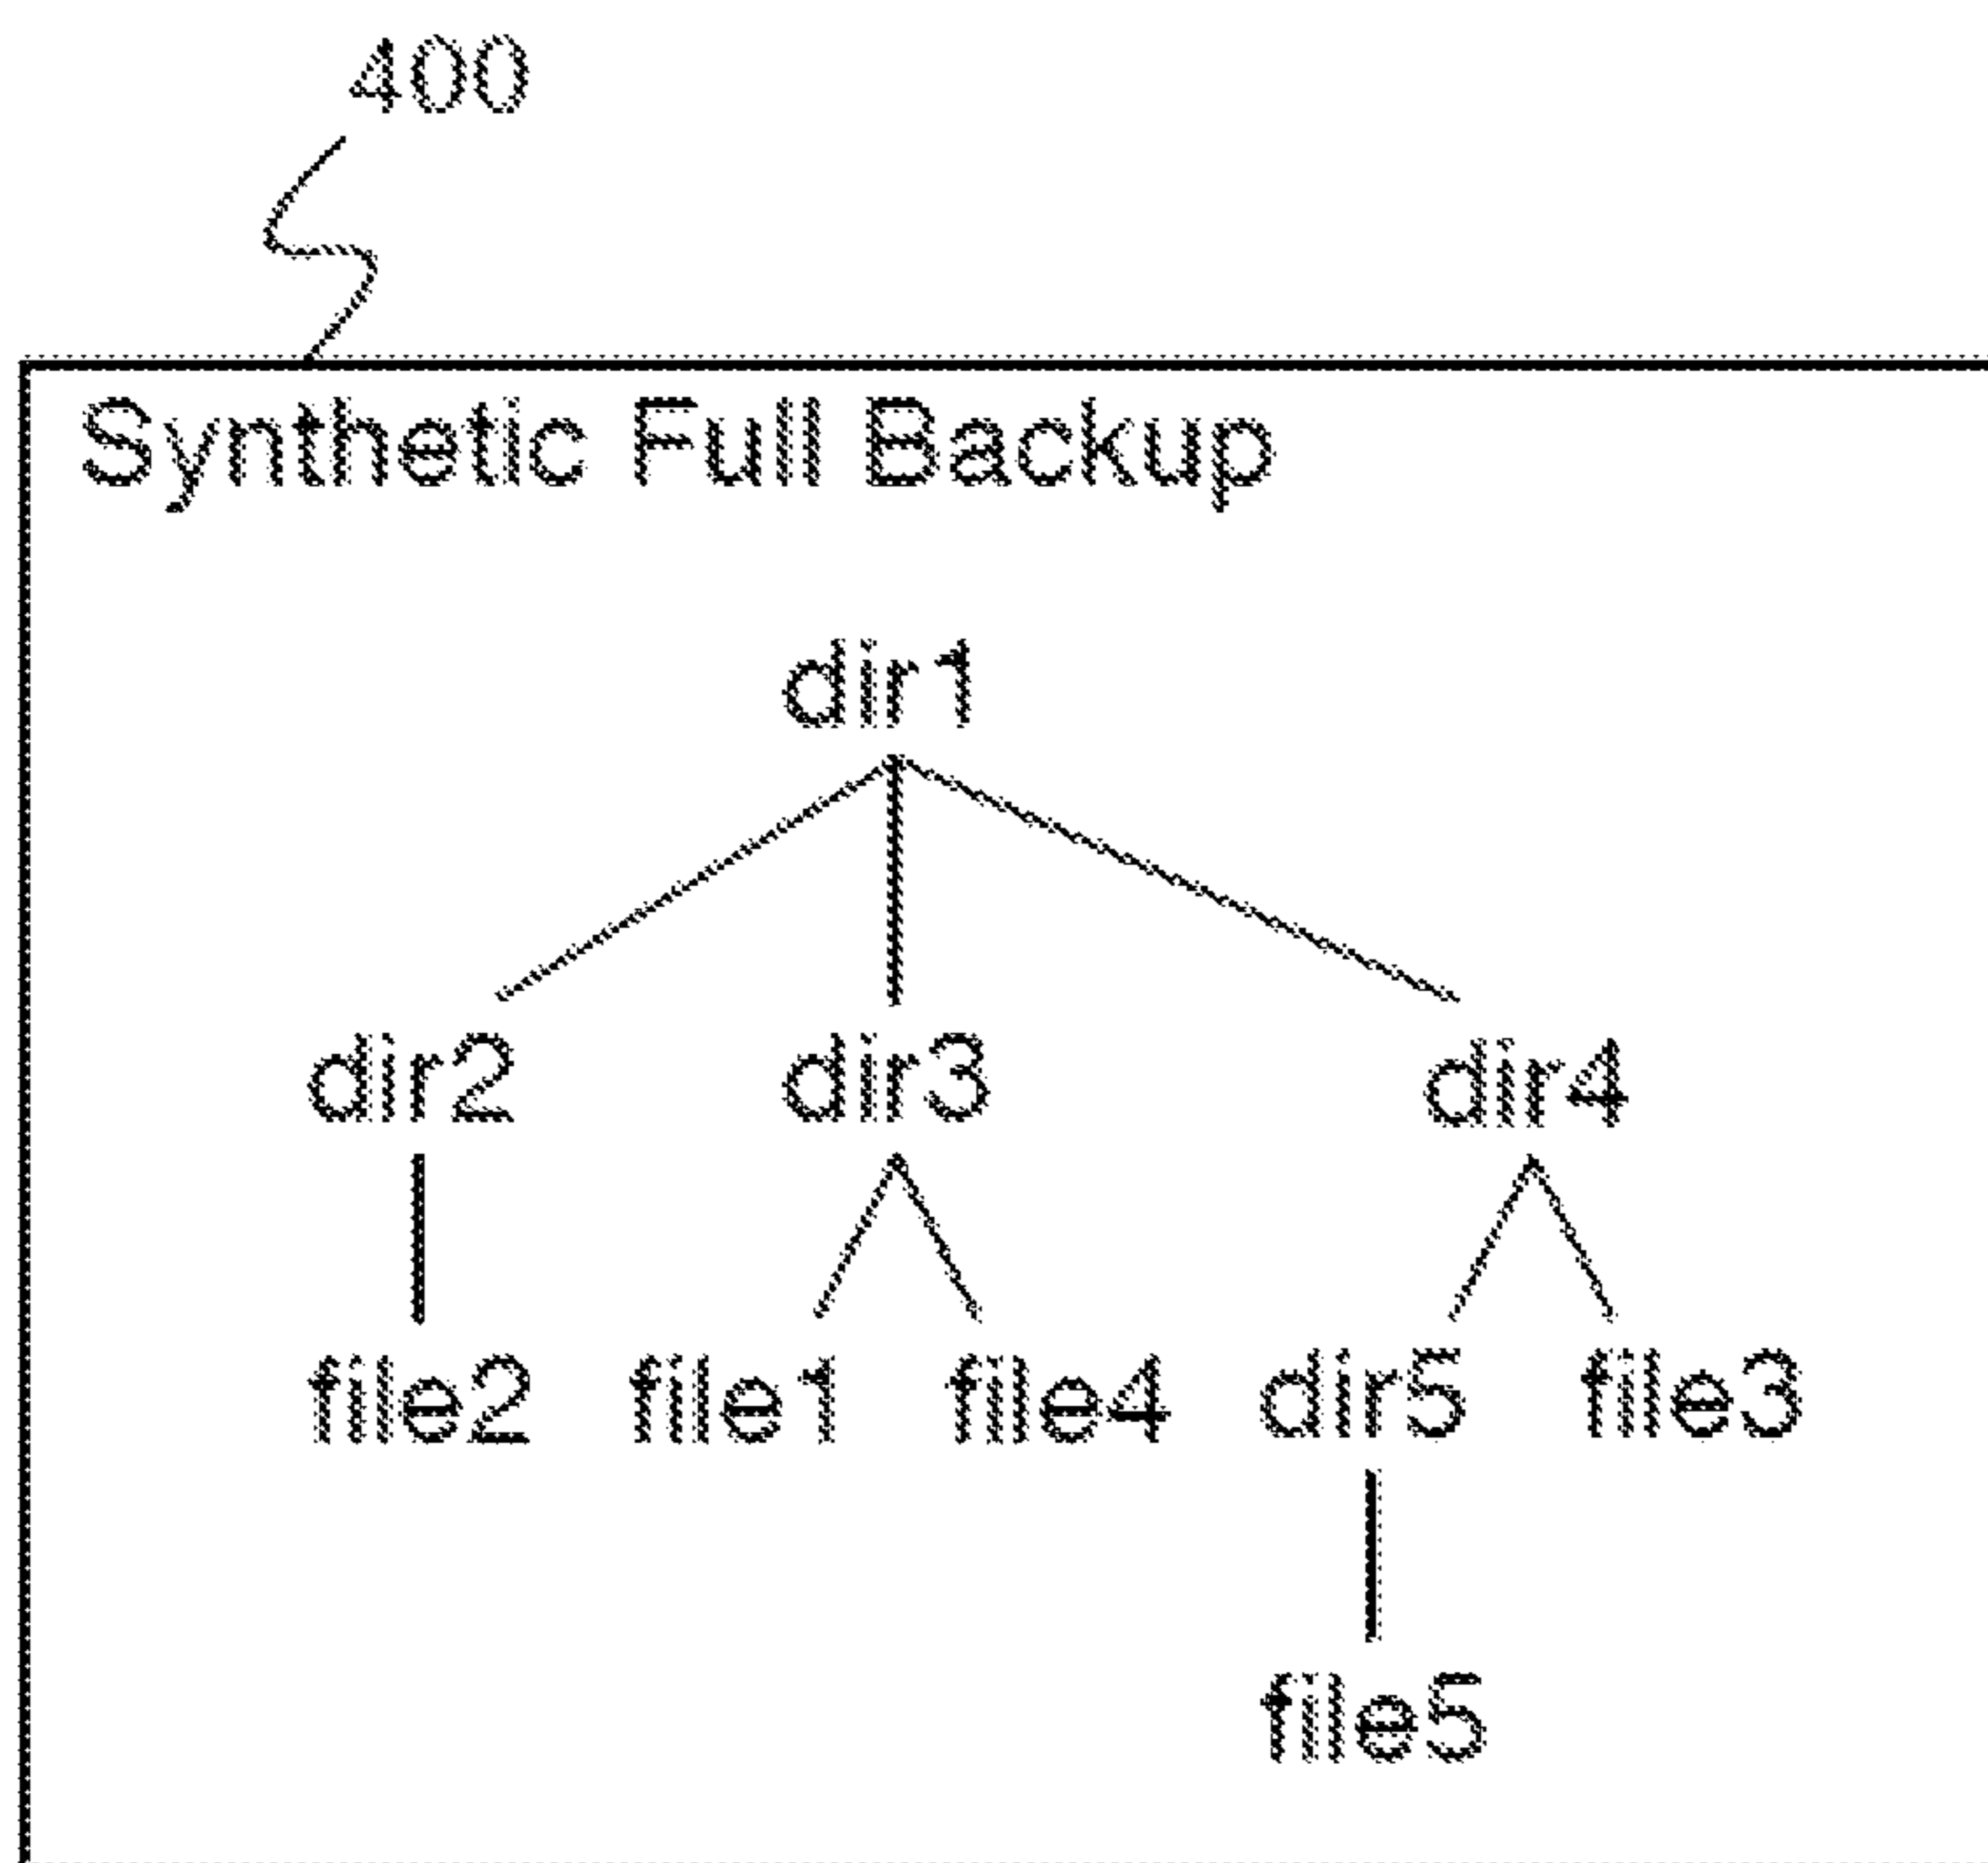 400
Synthetic Full Backup
dir1
dir2 dir3 dir4
file2 file1 file4 dir5 file3
file5